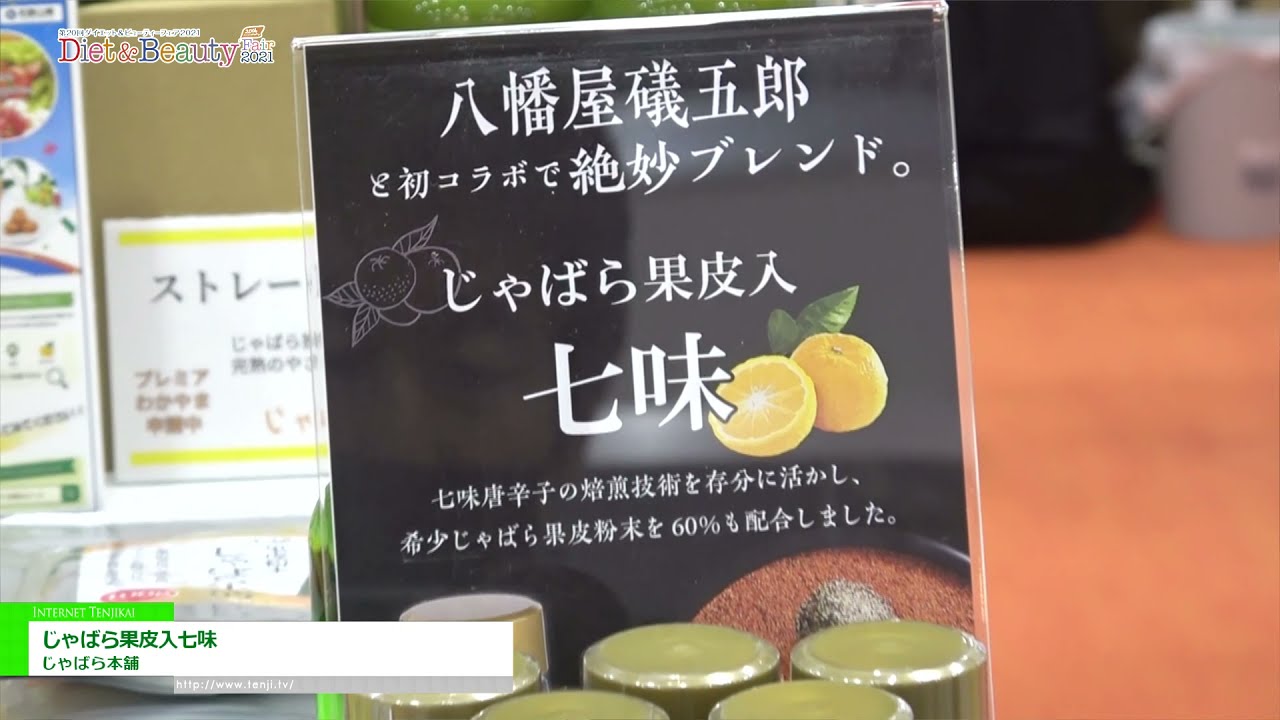 第20回ダイエット&ビューティーフェア2021
Diet&Beauty Fair 2021
八幡屋礒五郎
と初コラボで絶妙ブレンド。
じゃばら果皮入
七味
七味唐辛子の焙煎技術を存分に活かし、
希少じゃばら果皮粉末を60%も配合しました。
ストレー
じゃばら
完熟のやさ
プレミア
わかやま
申請中
じゃ
INTERNET TENJIKAI
じゃばら果皮入七味
じゃばら本舗
http://www.tenji.tv/